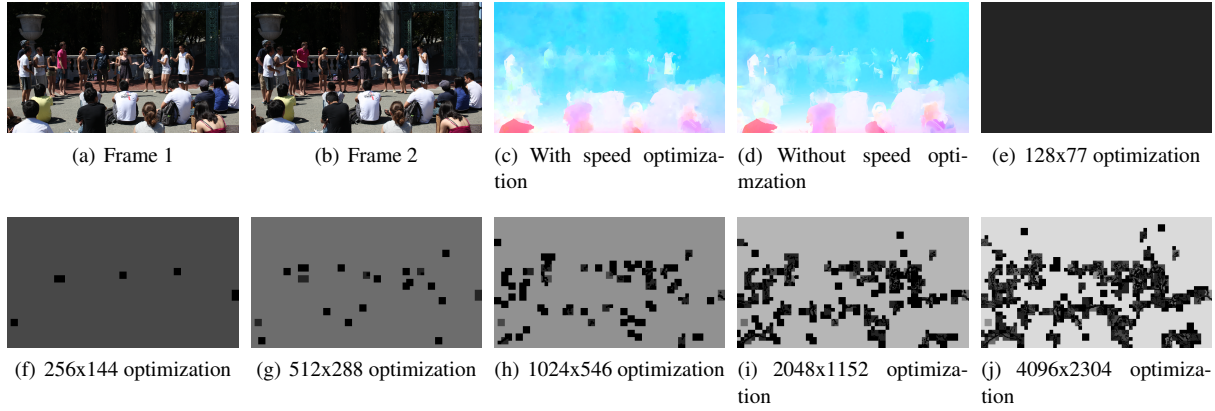 (a) Frame 1
(b) Frame 2
(c) With speed optimiza-
tion
(d) Without speed opti-
mzation
(e) 128x77 optimization
(f) 256x144 optimization
(g) 512x288 optimization
(h) 1024x546 optimization
(i) 2048x1152 optimiza-
tion
(j) 4096x2304 optimiza-
tion